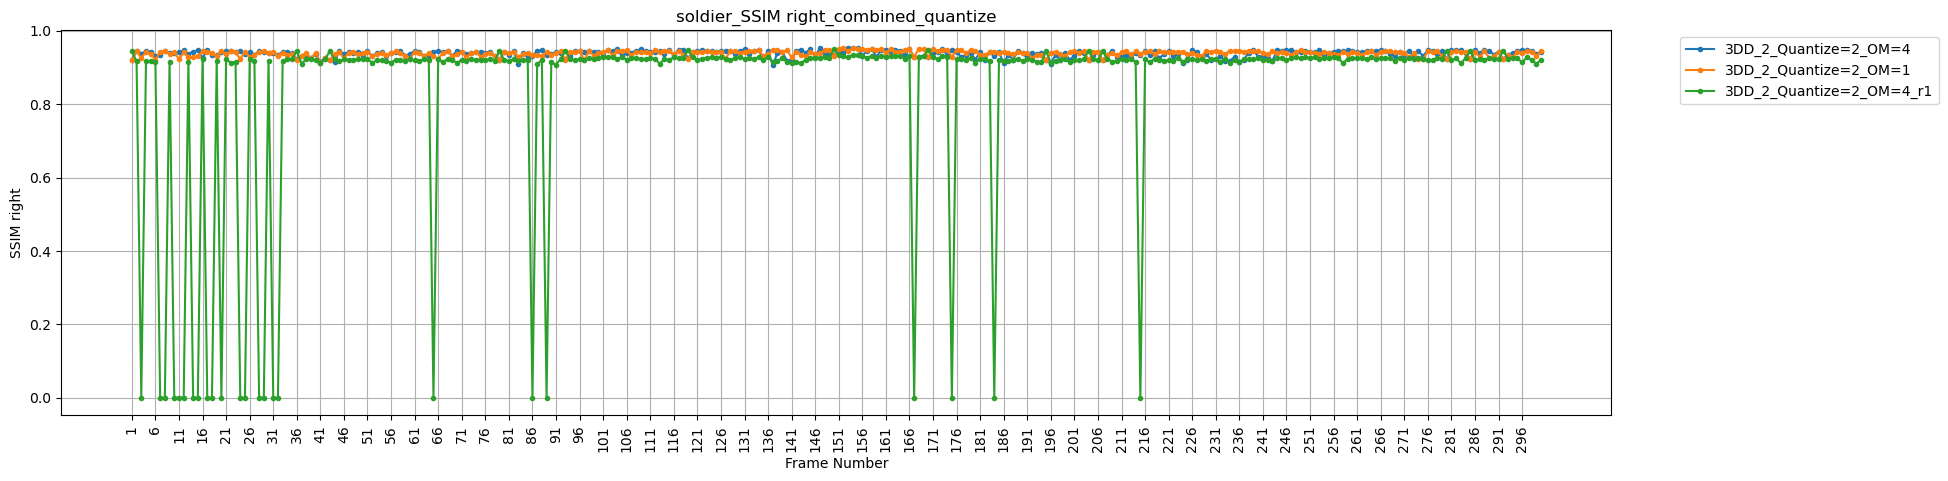 soldier_SSIM right_combined_quantize
1.0
0.8
0.6
0.4
0.2
0.0
SSIM right
1 6 11 16 21 26 31 36 41 46 51 56 61 66 71 76 81 86 91 96 101 106 111 116 121 126 131 136 141 146 151 156 161 166 171 176 181 186 191 196 201 206 211 216 221 226 231 236 241 246 251 256 261 266 271 276 281 286 291 296
Frame Number
3DD_2_Quantize=2_OM=4
3DD_2_Quantize=2_OM=1
3DD_2_Quantize=2_OM=4_r1